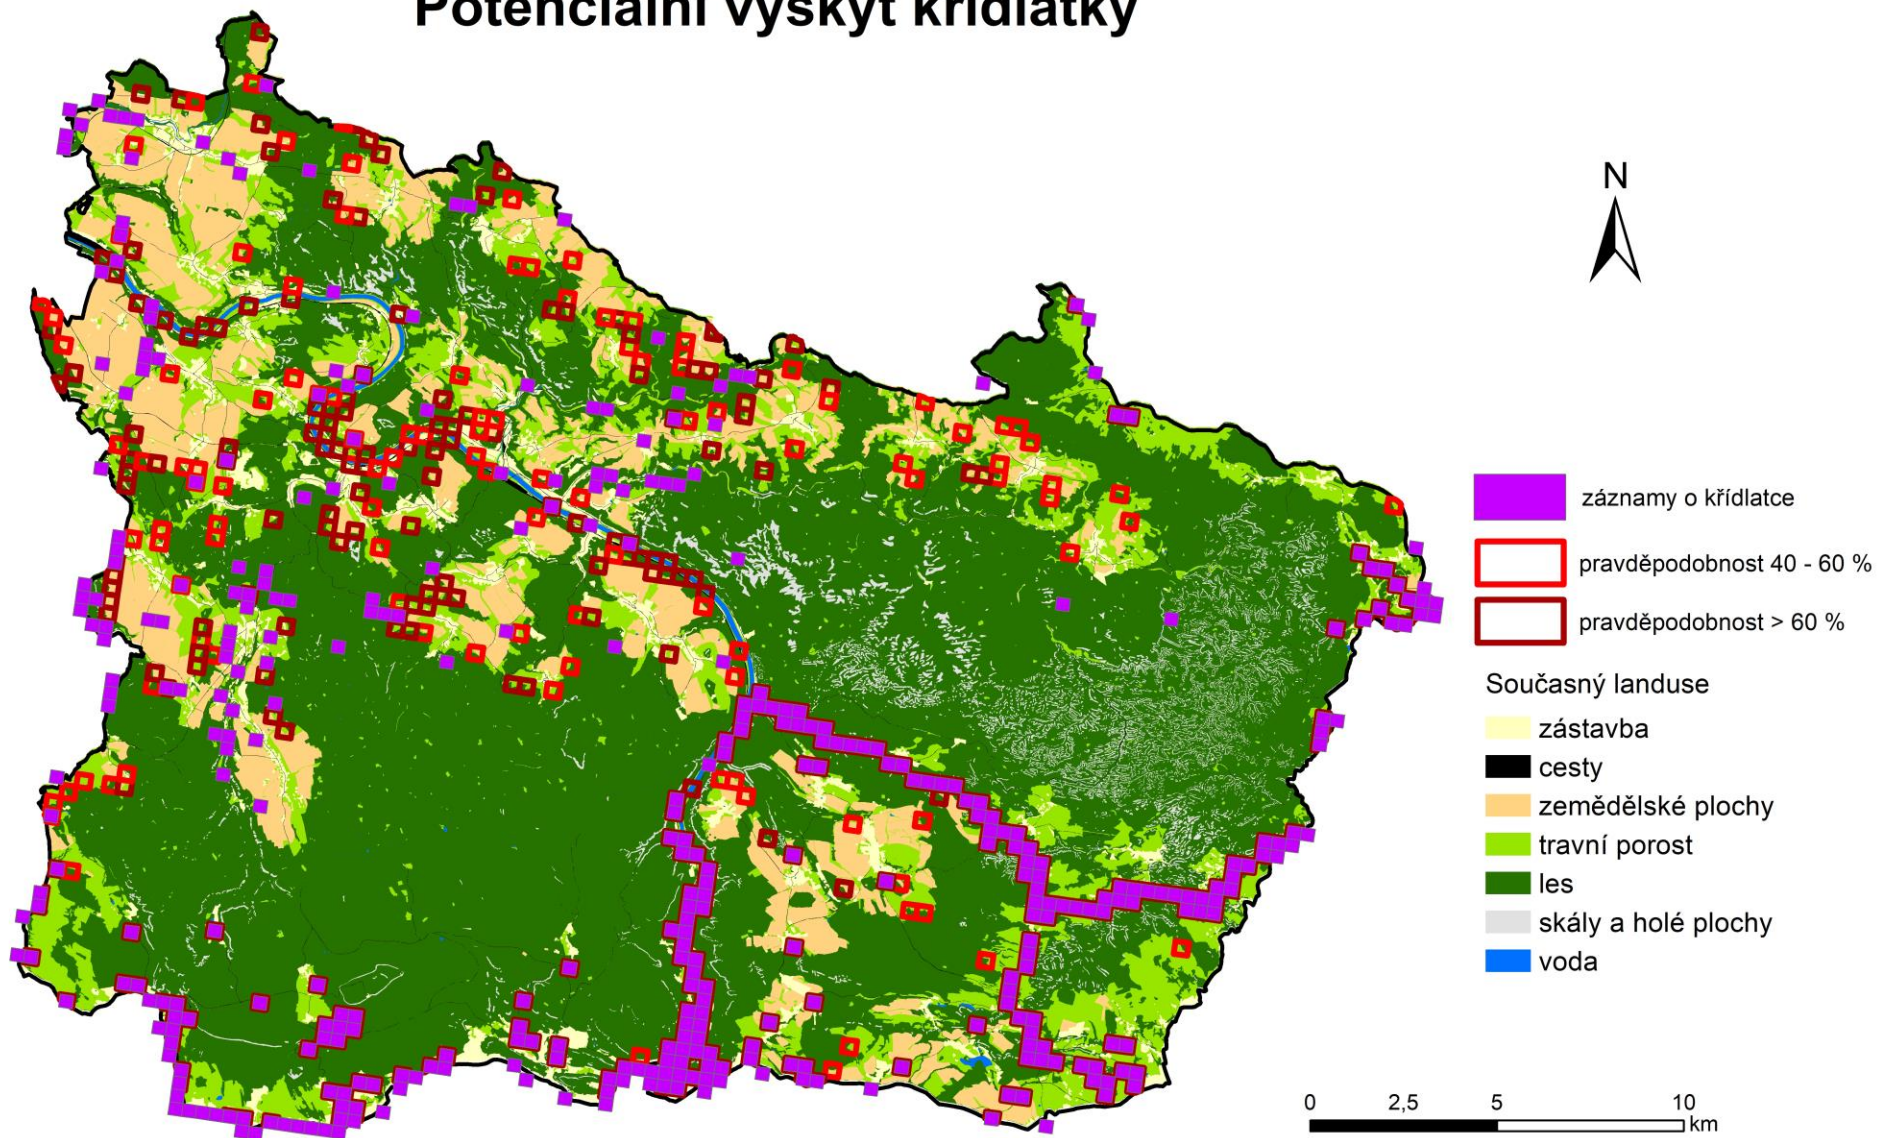 Potenciální výskyt křídlatky
N
záznamy o křídlatce
pravděpodobnost 40 - 60 %
pravděpodobnost > 60 %
Současný landuse
zástavba
cesty
zemědělské plochy
travní porost
les
skály a holé plochy
voda
0 2,5 5 10
km